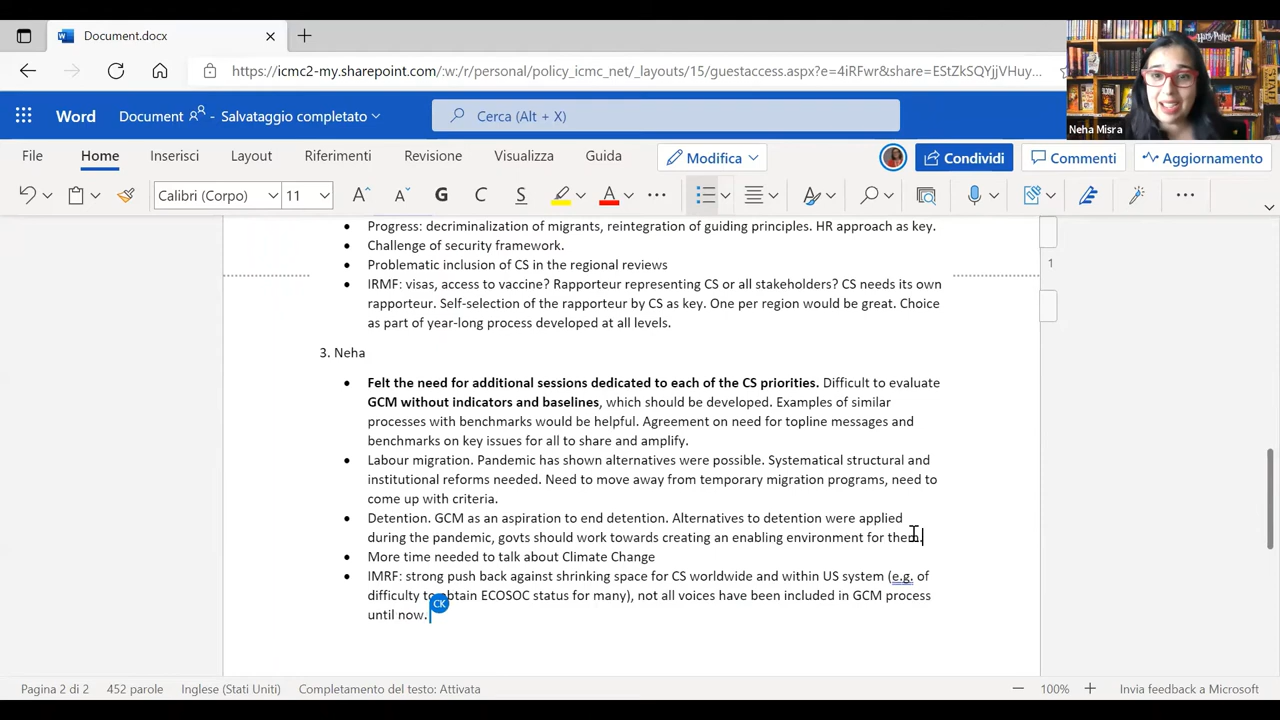 Document.docx
https://icmc2-my.sharepoint.com/:w:/r/personal/policy_icmc_net/_layouts/15/guestaccess.aspx?e=4iRFwr&share=EStZkSQYjjVHuy...
Harry Potter
Neha Misra
Word Document - Salvataggio completato
Cerca (Alt + X)
File Home Inserisci Layout Riferimenti Revisione Visualizza Guida Modifica Condividi Commenti Aggiornamento
Calibri (Corpo) 11 G C S A
Progress: decriminalization of migrants, reintegration of guiding principles. HR approach as key.
• Challenge of security framework.
• Problematic inclusion of CS in the regional reviews
1
• IRMF: visas, access to vaccine? Rapporteur representing CS or all stakeholders? CS needs its own
rapporteur. Self-selection of the rapporteur by CS as key. One per region would be great. Choice
as part of year-long process developed at all levels.
3. Neha
• Felt the need for additional sessions dedicated to each of the CS priorities. Difficult to evaluate
GCM without indicators and baselines, which should be developed. Examples of similar
processes with benchmarks would be helpful. Agreement on need for topline messages and
benchmarks on key issues for all to share and amplify.
• Labour migration. Pandemic has shown alternatives were possible. Systematical structural and
institutional reforms needed. Need to move away from temporary migration programs, need to
come up with criteria.
• Detention. GCM as an aspiration to end detention. Alternatives to detention were applied
during the pandemic, govts should work towards creating an enabling environment for them.
• More time needed to talk about Climate Change
• IMRF: strong push back against shrinking space for CS worldwide and within US system (e.g. of
difficulty to obtain ECOSOC status for many), not all voices have been included in GCM process
until now.
CK
Pagina 2 di 2 452 parole Inglese (Stati Uniti) Completamento del testo: Attivata 100% Invia feedback a Microsoft